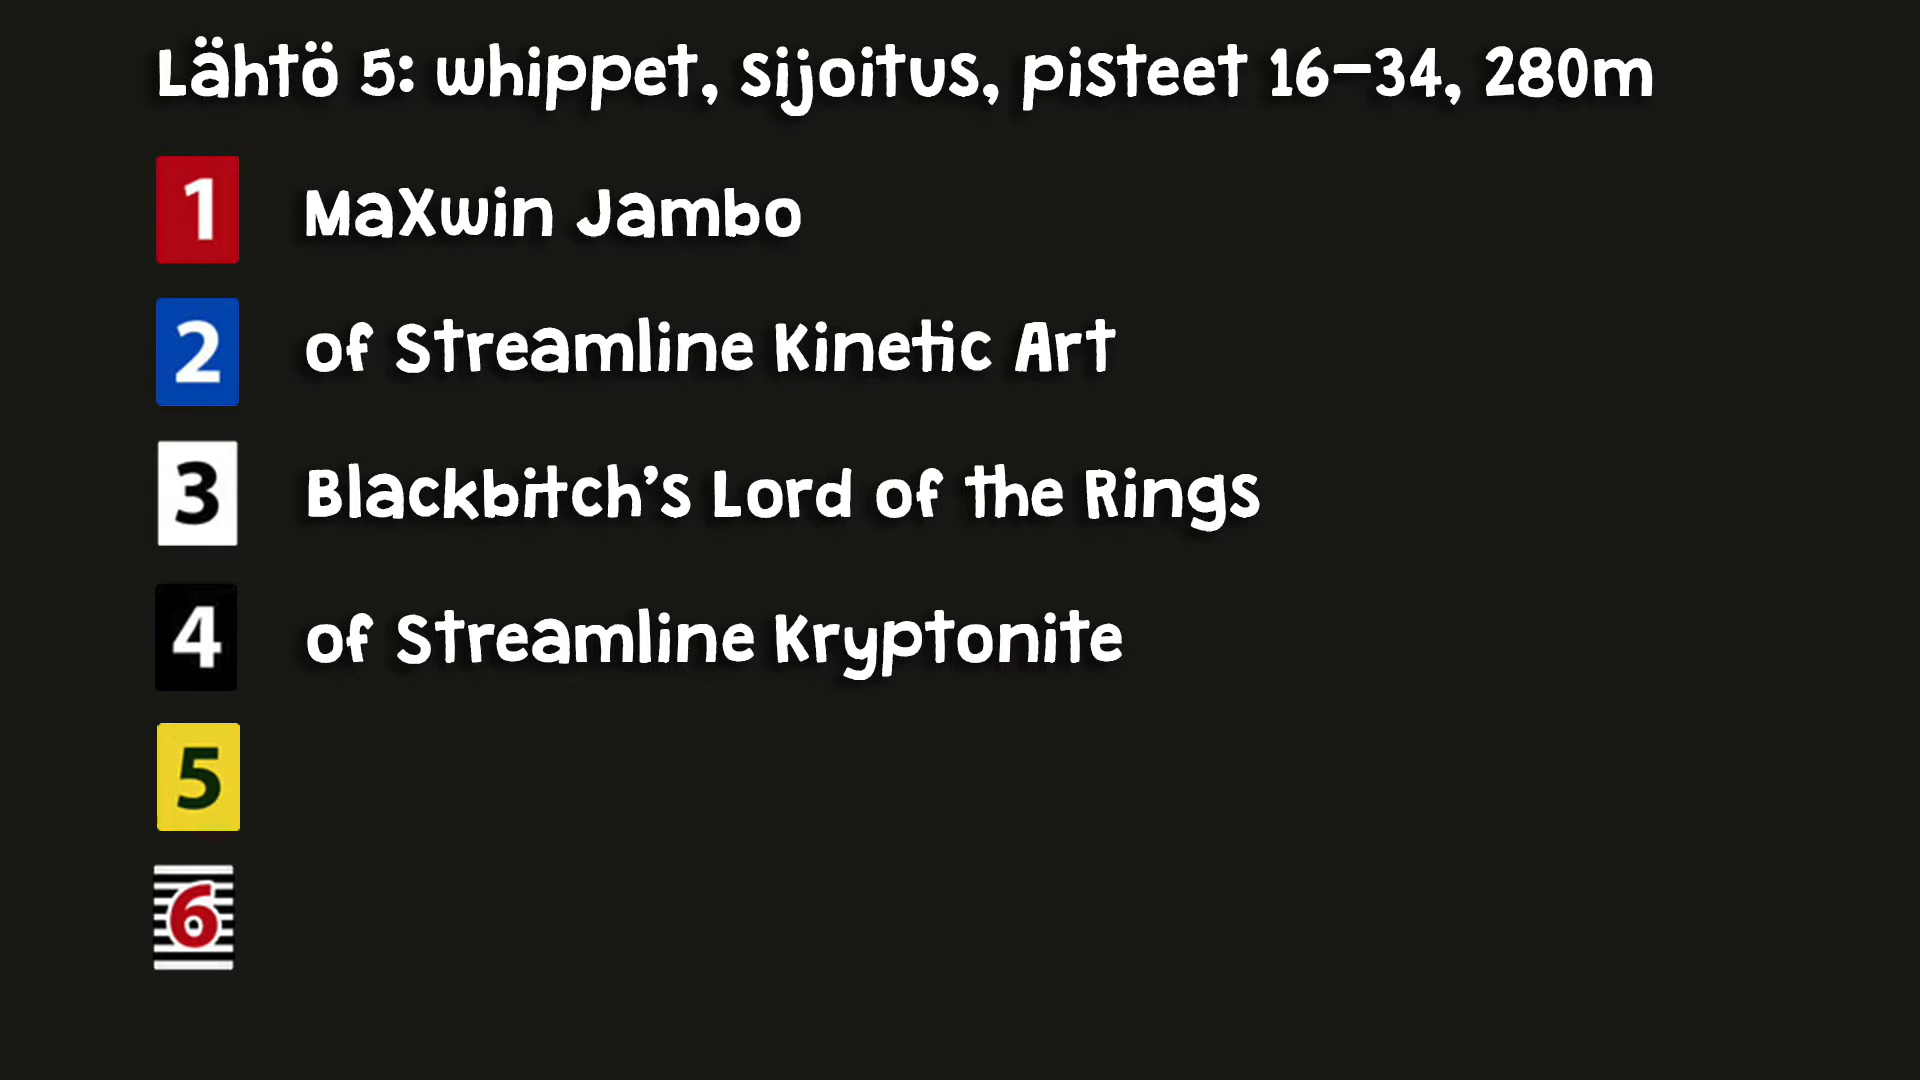 Lähtö 5: whippet, sijoitus, pisteet 16–34, 280m
1 MaXwin Jambo
2 of Streamline Kinetic Art
3 Blackbitch's Lord of the Rings
4 of Streamline Kryptonite
5
6